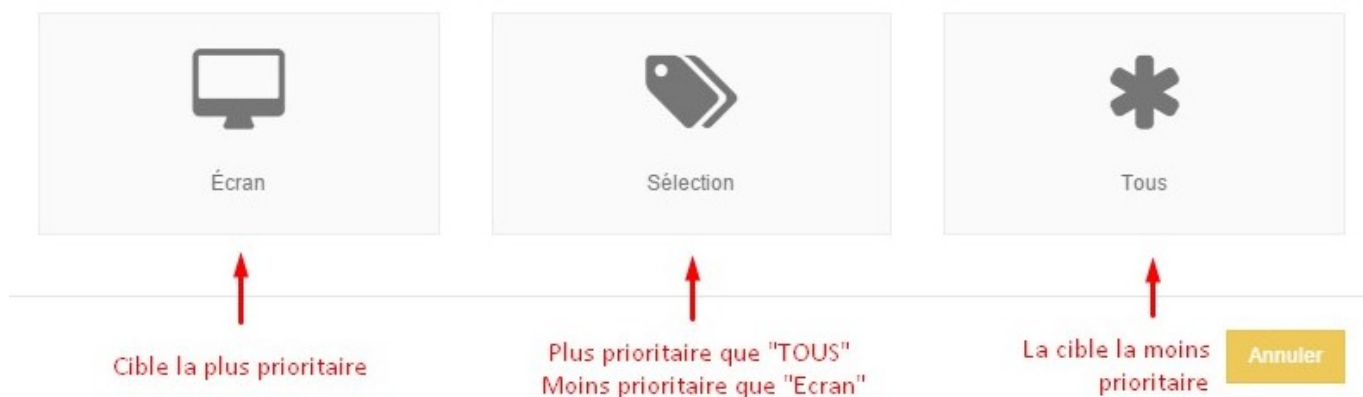 Écran
Sélection
Tous
Cible la plus prioritaire
Plus prioritaire que "TOUS"
Moins prioritaire que "Ecran"
La cible la moins
prioritaire
Annuler